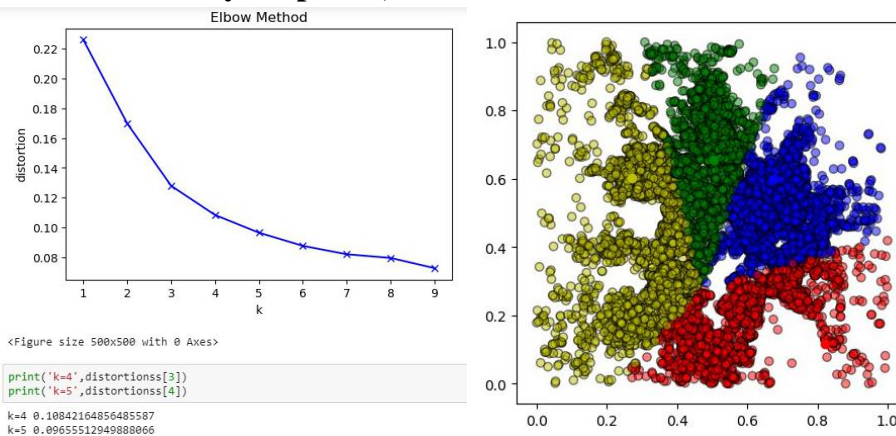 Elbow Method
0.22
0.20
0.18
0.16
0.14
0.12
0.10
0.08
distortion
1 2 3 4 5 6 7 8 9
k
<Figure size 500x500 with 0 Axes>
print('k=4',distortionss[3])
print('k=5',distortionss[4])
k=4 0.10842164856485587
k=5 0.09655512949888066
1.0
0.8
0.6
0.4
0.2
0.0
0.0 0.2 0.4 0.6 0.8 1.0